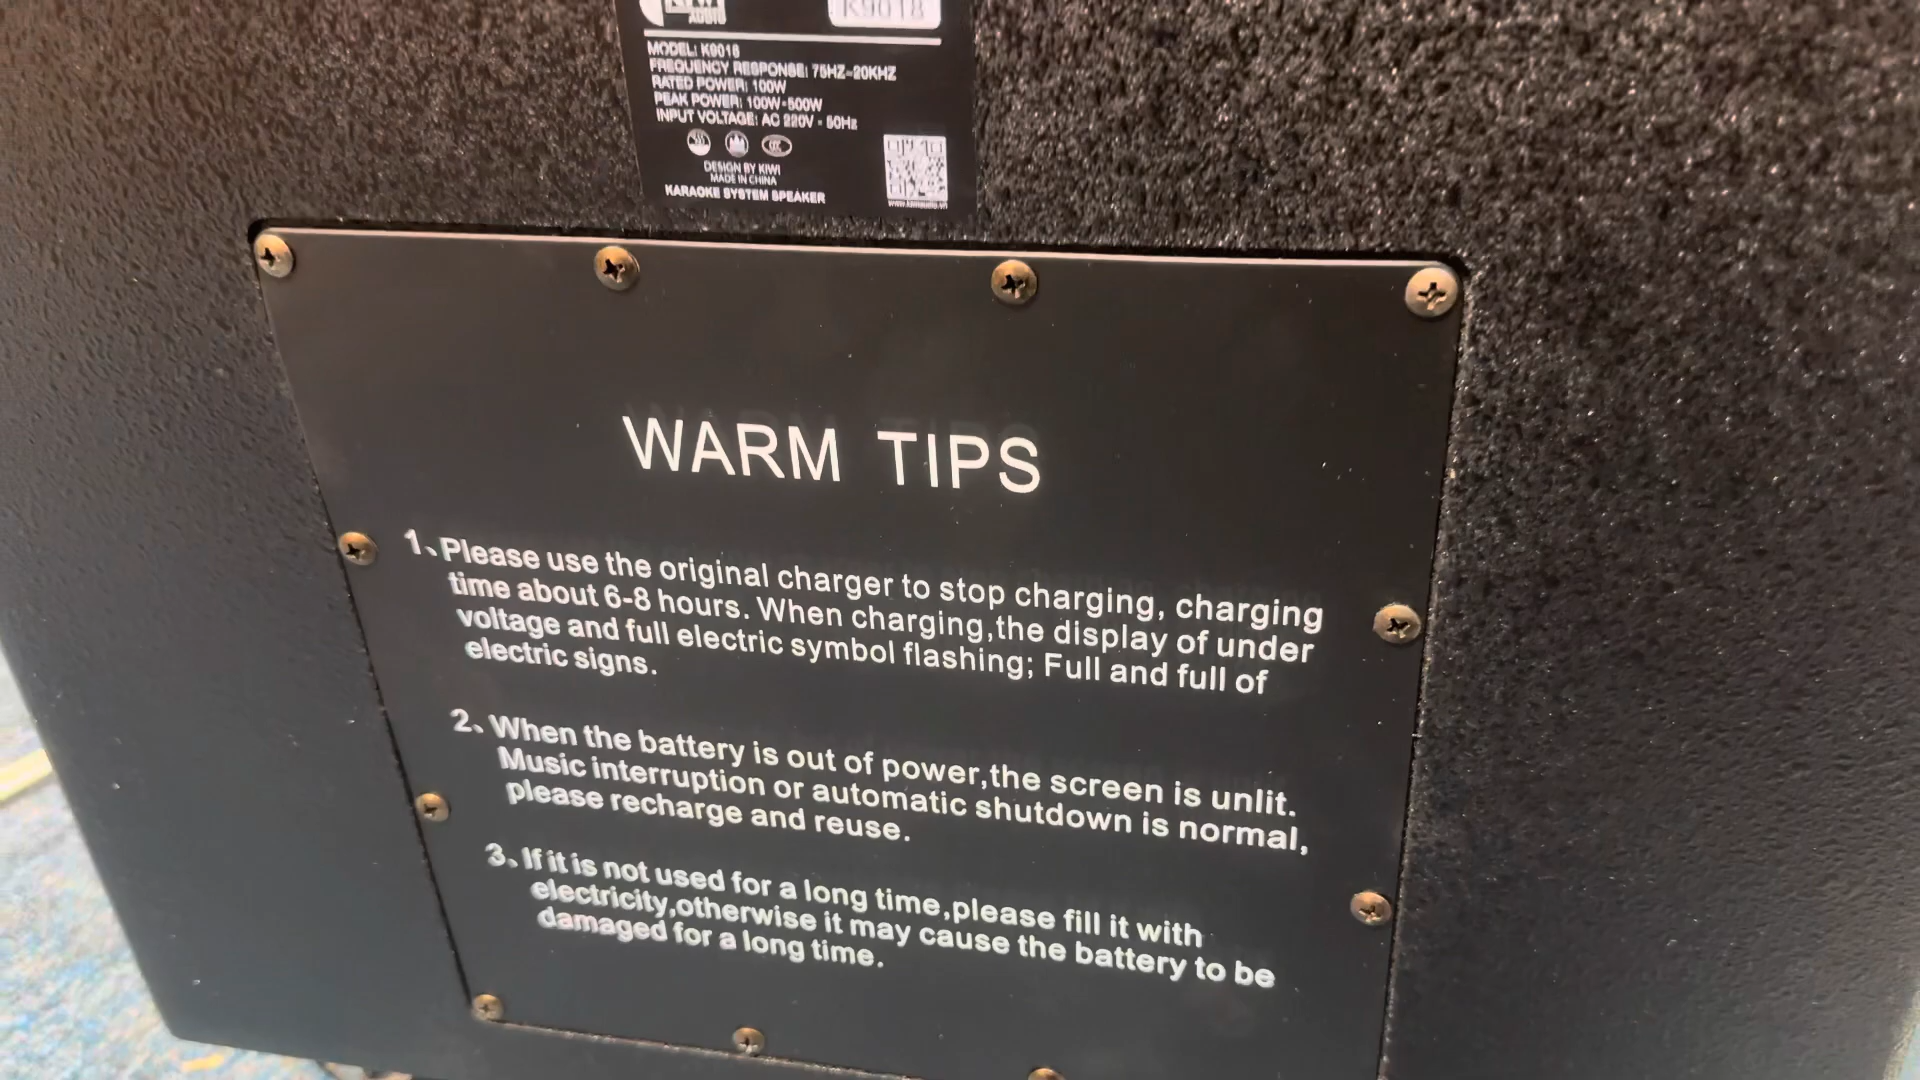 AUDIO
K9018
MODEL: K9018
FREQUENCY RESPONSE: 75HZ-20KHZ
RATED POWER: 100W
PEAK POWER: 100W-500W
INPUT VOLTAGE: AC 220V - 50Hz
DESIGN BY KIWI
MADE IN CHINA
KARAOKE SYSTEM SPEAKER
WARM TIPS
1、Please use the original charger to stop charging, charging
time about 6-8 hours. When charging,the display of under
voltage and full electric symbol flashing; Full and full of
electric signs.
2、When the battery is out of power,the screen is unlit.
Music interruption or automatic shutdown is normal,
please recharge and reuse.
3、If it is not used for a long time,please fill it with
electricity,otherwise it may cause the battery to be
damaged for a long time.